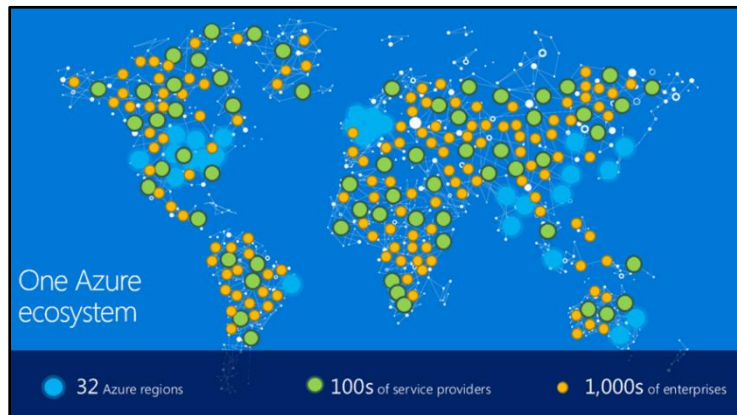 One Azure
ecosystem
32 Azure regions
100s of service providers
1,000s of enterprises